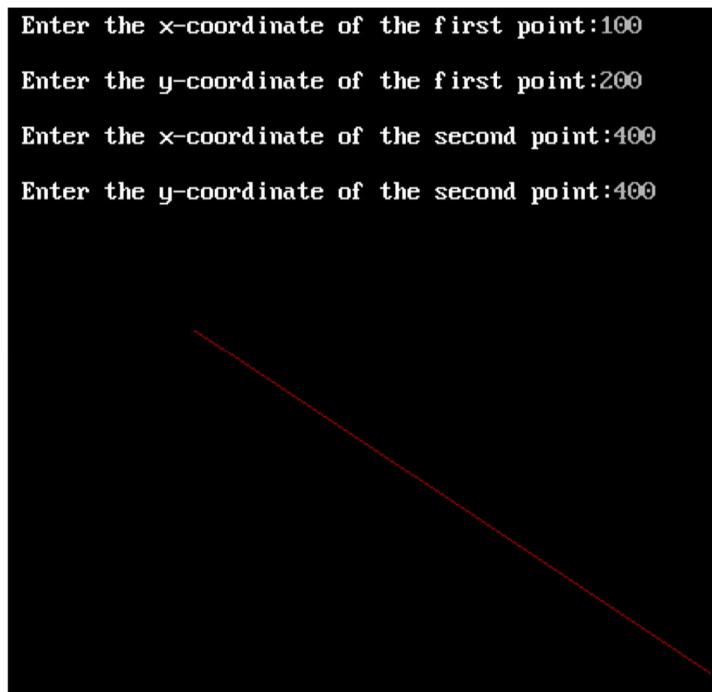 Enter the x-coordinate of the first point:100
Enter the y-coordinate of the first point:200
Enter the x-coordinate of the second point:400
Enter the y-coordinate of the second point:400